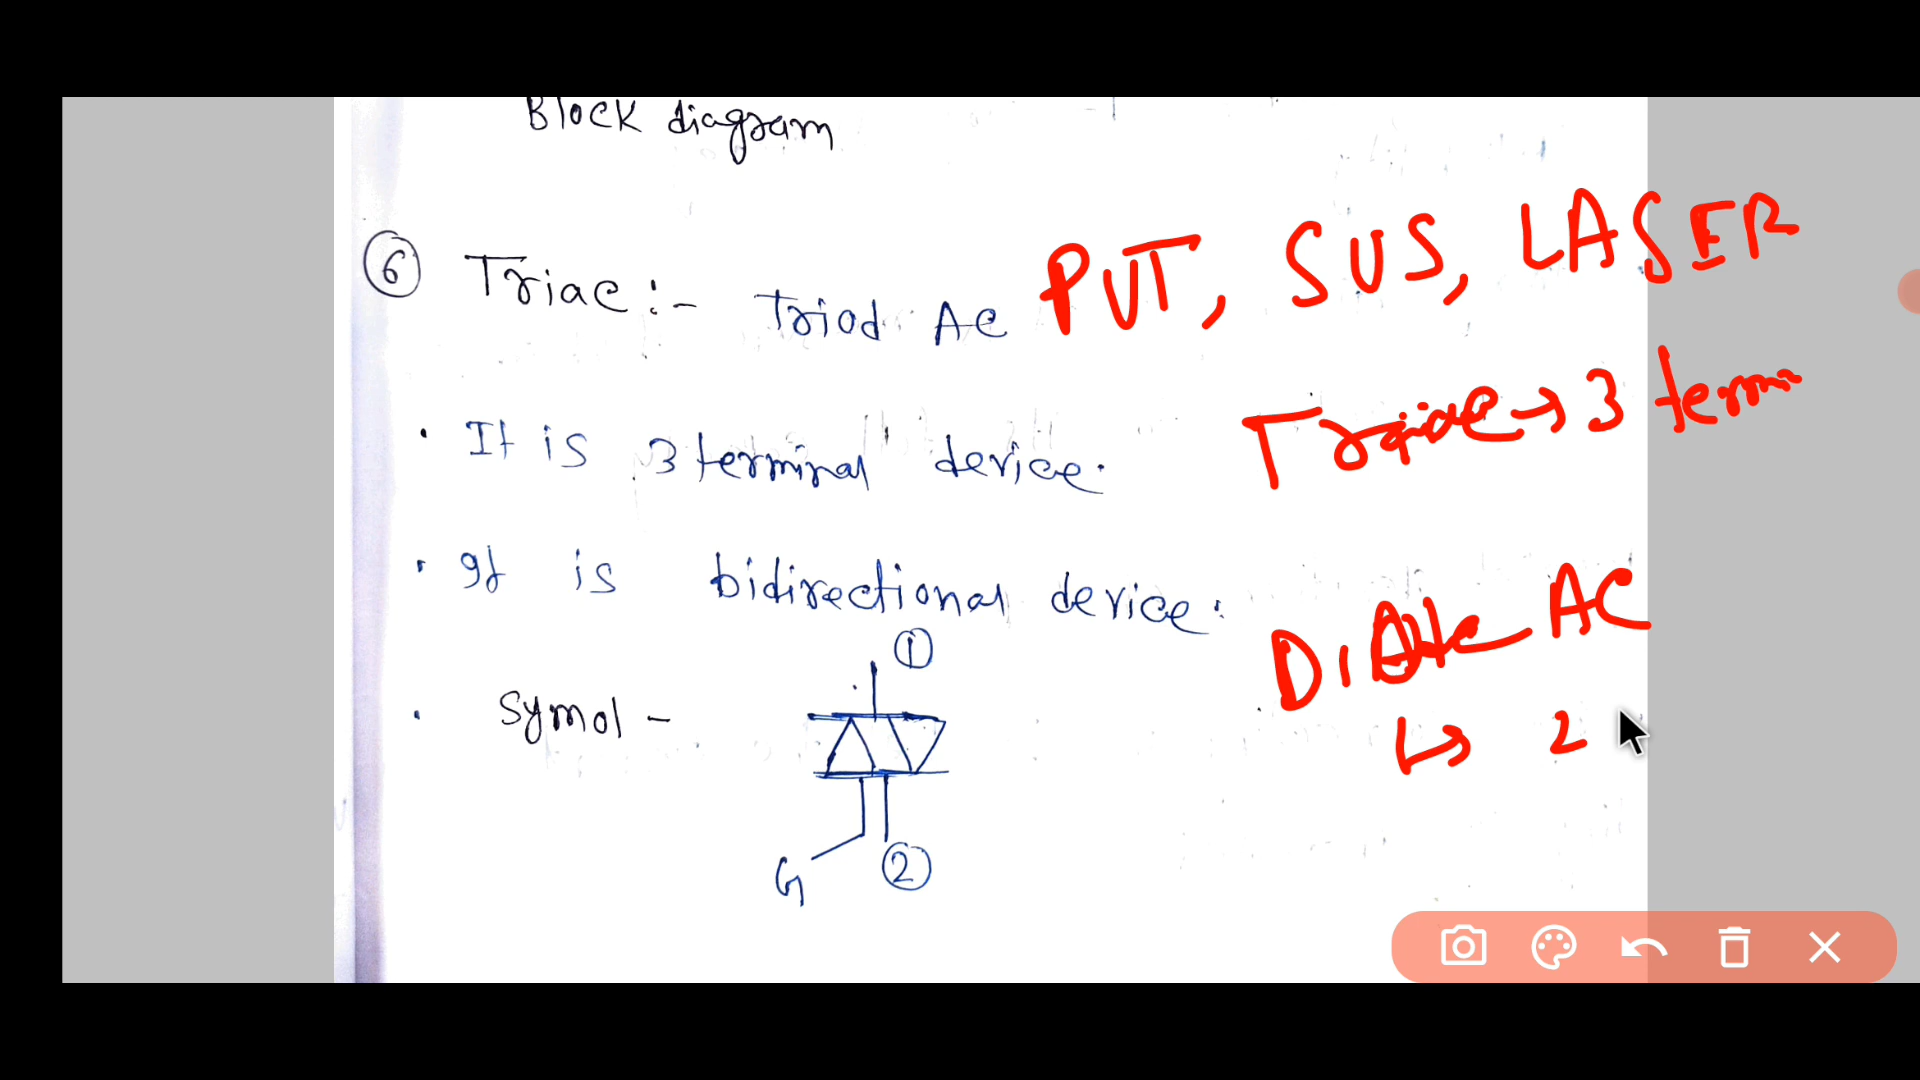 Block diagram
6 Triac :- Triod AC PUT, SUS, LASER
• It is 3 terminal device. Triac → 3 term
• It is bidirectional device.
DI AC
↳ 2
1
• Symol -
G 2